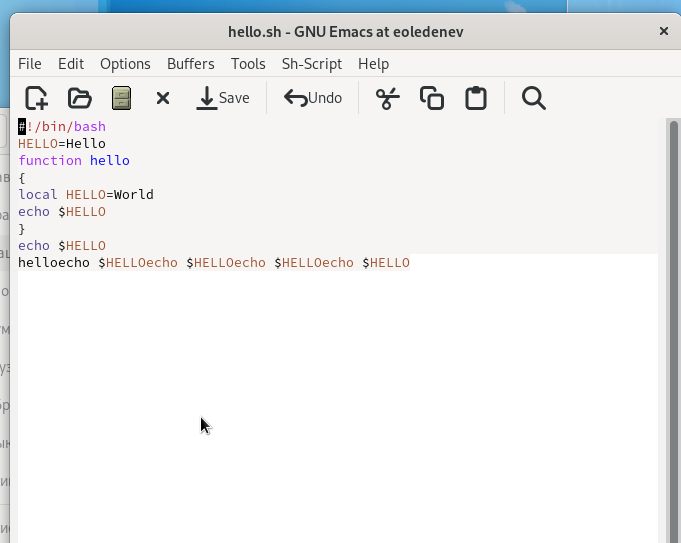 hello.sh - GNU Emacs at eoledenev
File Edit Options Buffers Tools Sh-Script Help
Save Undo
#!/bin/bash
HELLO=Hello
function hello
{
local HELLO=World
echo $HELLO
}
echo $HELLO
helloecho $HELLOecho $HELLOecho $HELLOecho $HELLO